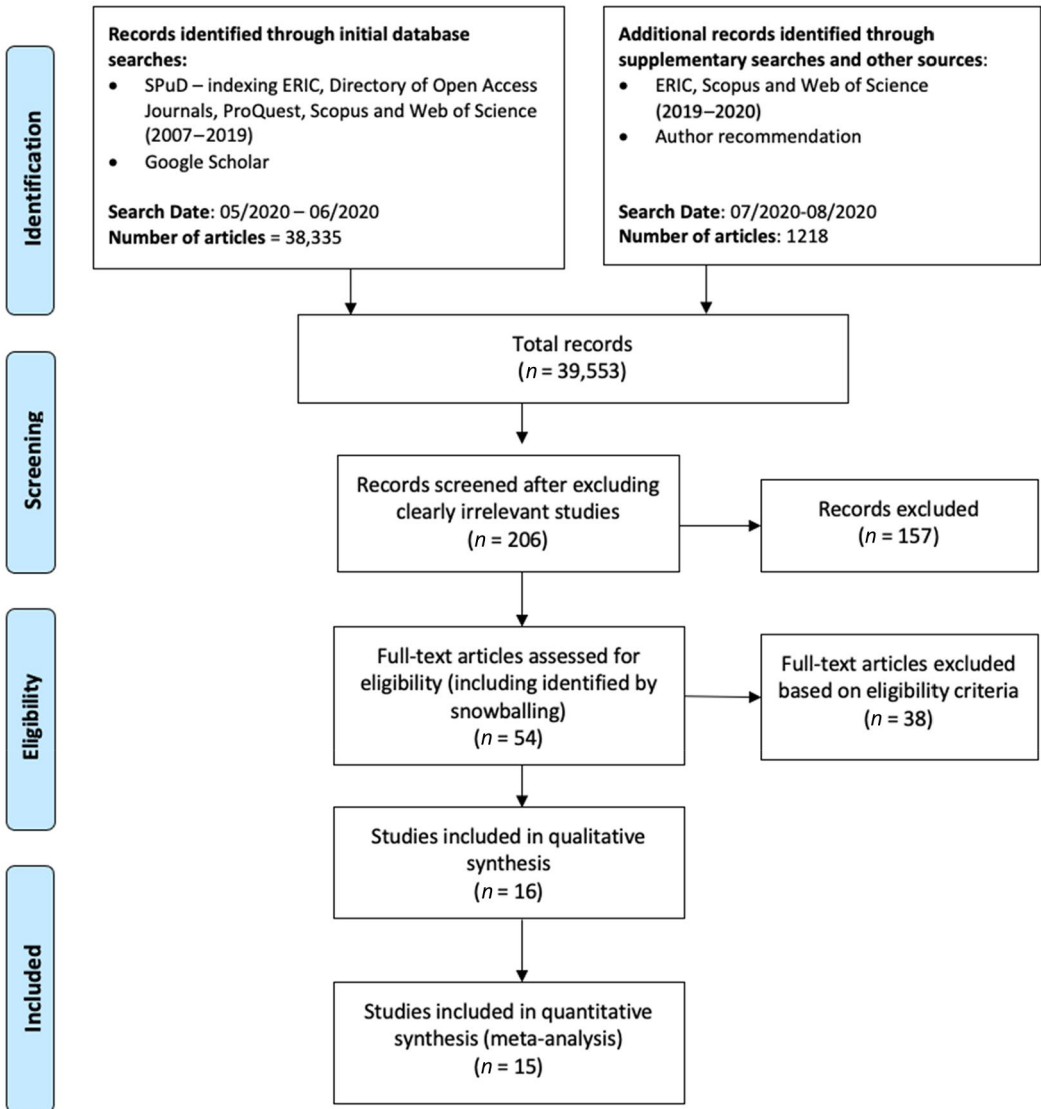 Identification
Records identified through initial database
searches:
• SPuD – indexing ERIC, Directory of Open Access
Journals, ProQuest, Scopus and Web of Science
(2007–2019)
• Google Scholar
Search Date: 05/2020 – 06/2020
Number of articles = 38,335
Additional records identified through
supplementary searches and other sources:
• ERIC, Scopus and Web of Science
(2019–2020)
• Author recommendation
Search Date: 07/2020-08/2020
Number of articles: 1218
Total records
(n = 39,553)
Screening
Records screened after excluding
clearly irrelevant studies
(n = 206)
Records excluded
(n = 157)
Eligibility
Full-text articles assessed for
eligibility (including identified by
snowballing)
(n = 54)
Full-text articles excluded
based on eligibility criteria
(n = 38)
Studies included in qualitative
synthesis
(n = 16)
Included
Studies included in quantitative
synthesis (meta-analysis)
(n = 15)